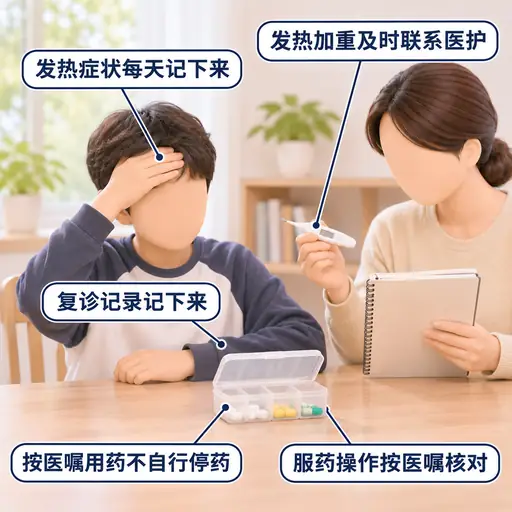 发热加重及时联系医护
发热症状每天记下来
复诊记录记下来
按医嘱用药不自行停药
服药操作按医嘱核对